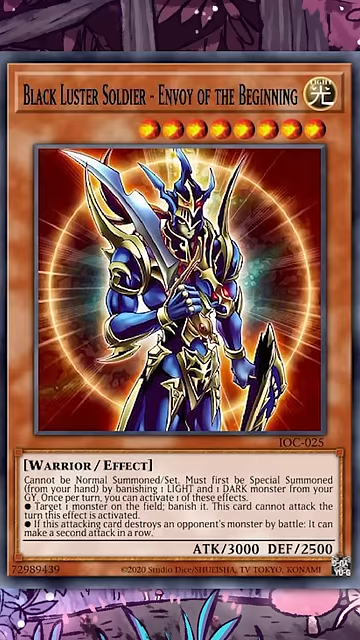 Black Luster Soldier - Envoy of the Beginning
LIGHT
光
IOC-025
[Warrior / Effect]
Cannot be Normal Summoned/Set. Must first be Special Summoned
(from your hand) by banishing 1 LIGHT and 1 DARK monster from your
GY. Once per turn, you can activate 1 of these effects.
● Target 1 monster on the field; banish it. This card cannot attack the
turn this effect is activated.
● If this attacking card destroys an opponent's monster by battle: It can
make a second attack in a row.
ATK/3000 DEF/2500
72989439
©2020 Studio Dice/SHUEISHA, TV TOKYO, KONAMI